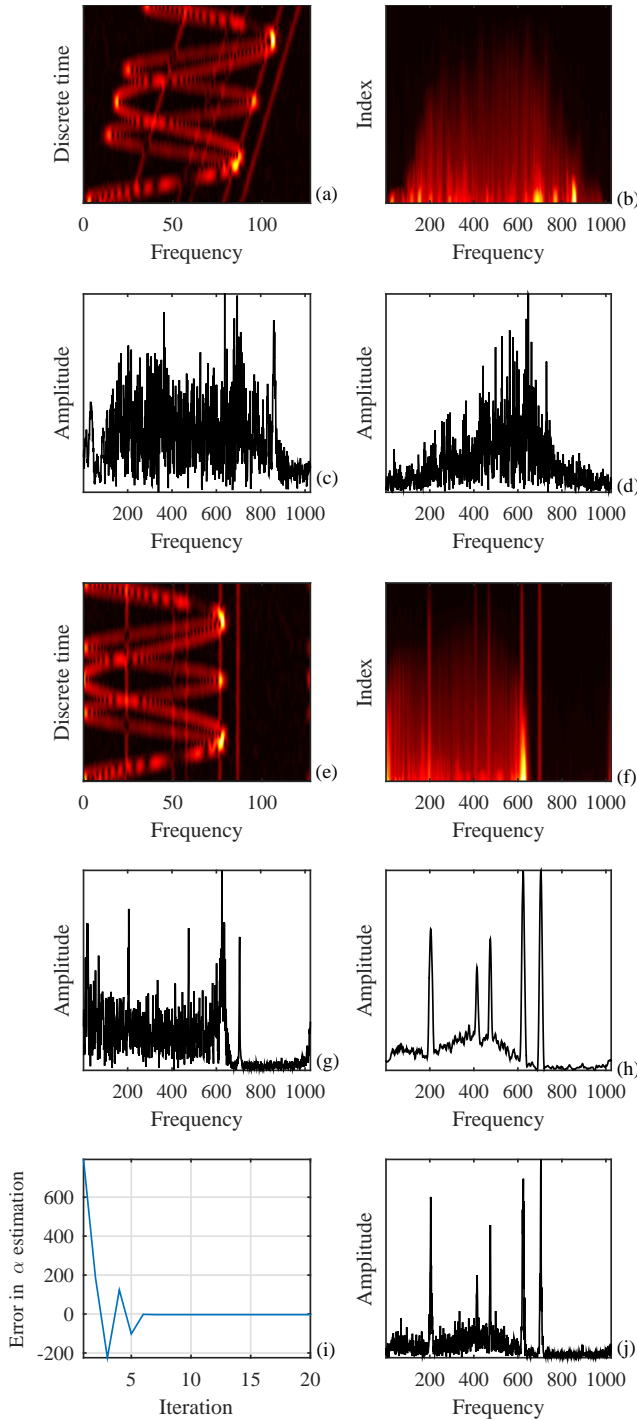 Discrete time
0
50
100
Frequency
(a)
Index
200 400 600 800 1000
Frequency
(b)
Amplitude
200 400 600 800 1000
Frequency
(c)
Amplitude
200 400 600 800 1000
Frequency
(d)
Discrete time
0
50
100
Frequency
(e)
Index
200 400 600 800 1000
Frequency
(f)
Amplitude
200 400 600 800 1000
Frequency
(g)
Amplitude
200 400 600 800 1000
Frequency
(h)
Error in α estimation
600
400
200
0
-200
5 10 15 20
Iteration
(i)
Amplitude
200 400 600 800 1000
Frequency
(j)